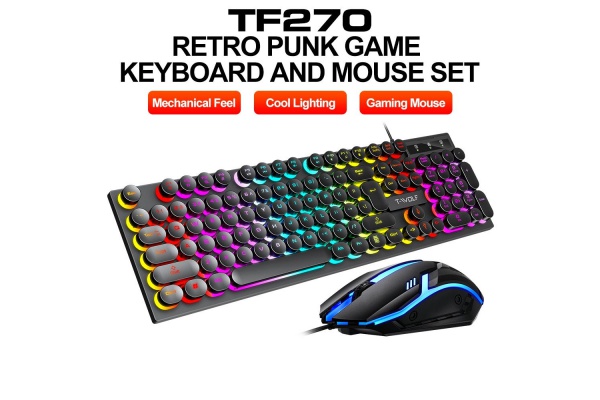 TF270
RETRO PUNK GAME
KEYBOARD AND MOUSE SET
Mechanical Feel Cool Lighting Gaming Mouse
T-WOLF